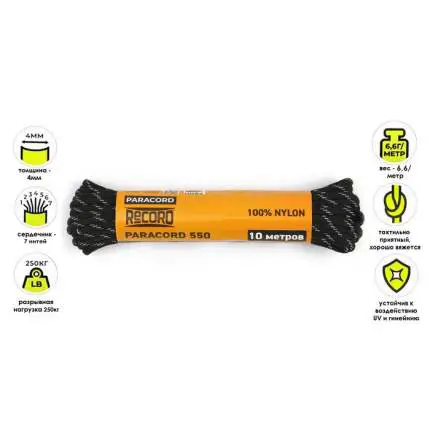 4ММ
толщина -
4мм
1 2 3 4 5 6 7
сердечник -
7 нитей
250КГ
LB
разрывная
нагрузка 250кг
PARACORD
RECORD
PARACORD 550
100% NYLON
10 метров
6,6Г/
МЕТР
вес - 6,6/
метр
тактильно
приятный,
хорошо вяжется
устойчив
к
воздействию
UV и гниению